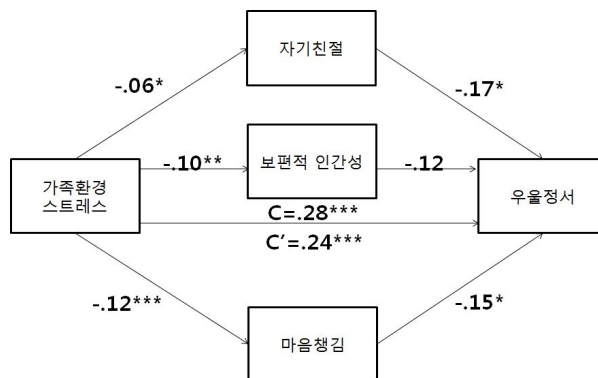 자기친절
-.06*
-.17*
가족환경
스트레스
-.10**
보편적 인간성
-.12
우울정서
C=.28***
C′=.24***
-.12***
-.15*
마음챙김